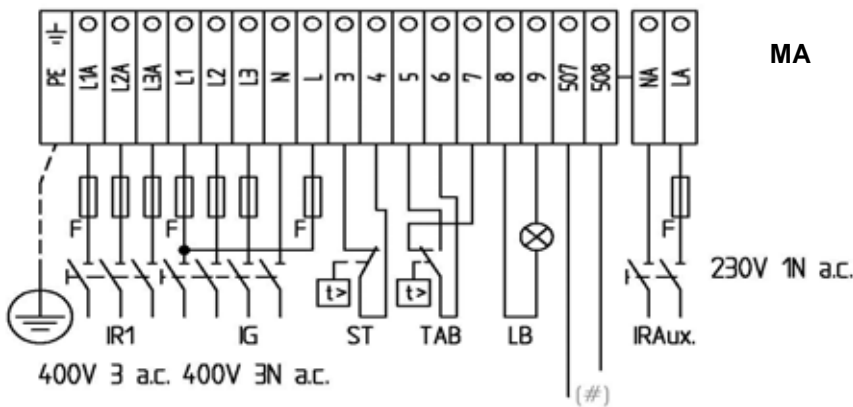 PE L1A L2A L3A L1 L2 L3 N L 3 4 5 6 7 8 9 507 508 NA LA
MA
F F F F
t> t>
230V 1N a.c.
IR1 IG ST TAB LB IRAux.
400V 3 a.c. 400V 3N a.c.
(#)